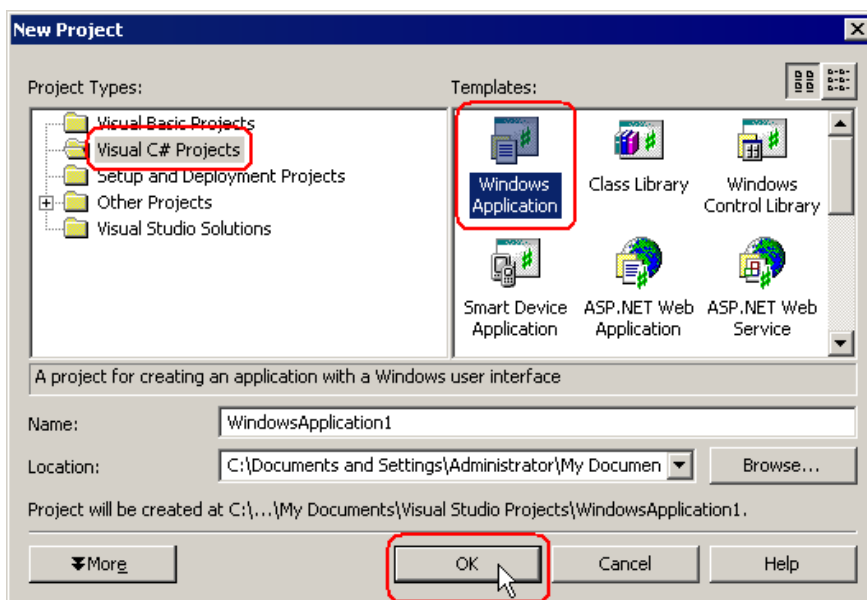 New Project
Project Types:
Templates:
Visual Basic Projects
Visual C# Projects
Setup and Deployment Projects
Other Projects
Visual Studio Solutions
Windows
Application
Class Library
Windows
Control Library
Smart Device
Application
ASP.NET Web
Application
ASP.NET Web
Service
A project for creating an application with a Windows user interface
Name:
WindowsApplication1
Location:
C:\Documents and Settings\Administrator\My Documen
Browse...
Project will be created at C:\...\My Documents\Visual Studio Projects\WindowsApplication1.
More
OK
Cancel
Help